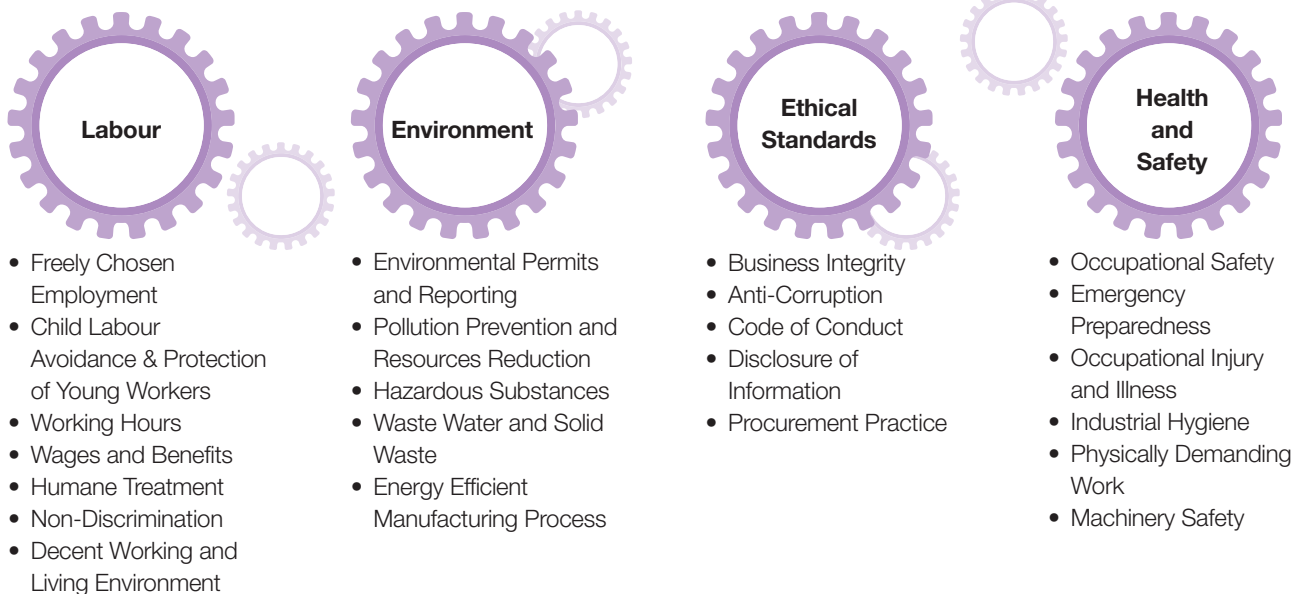 Labour
• Freely Chosen
Employment
• Child Labour
Avoidance & Protection
of Young Workers
• Working Hours
• Wages and Benefits
• Humane Treatment
• Non-Discrimination
• Decent Working and
Living Environment
Environment
• Environmental Permits
and Reporting
• Pollution Prevention and
Resources Reduction
• Hazardous Substances
• Waste Water and Solid
Waste
• Energy Efficient
Manufacturing Process
Ethical
Standards
• Business Integrity
• Anti-Corruption
• Code of Conduct
• Disclosure of
Information
• Procurement Practice
Health
and
Safety
• Occupational Safety
• Emergency
Preparedness
• Occupational Injury
and Illness
• Industrial Hygiene
• Physically Demanding
Work
• Machinery Safety